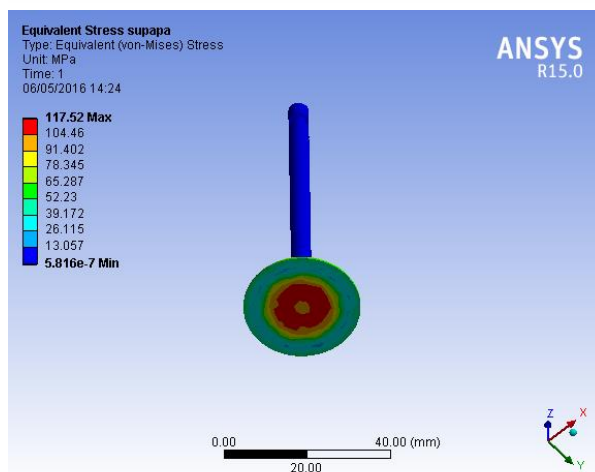 Equivalent Stress supapa
Type: Equivalent (von-Mises) Stress
Unit: MPa
Time: 1
06/05/2016 14:24
ANSYS
R15.0
117.52 Max
104.46
91.402
78.345
65.287
52.23
39.172
26.115
13.057
5.816e-7 Min
0.00
40.00 (mm)
20.00
Z
X
Y